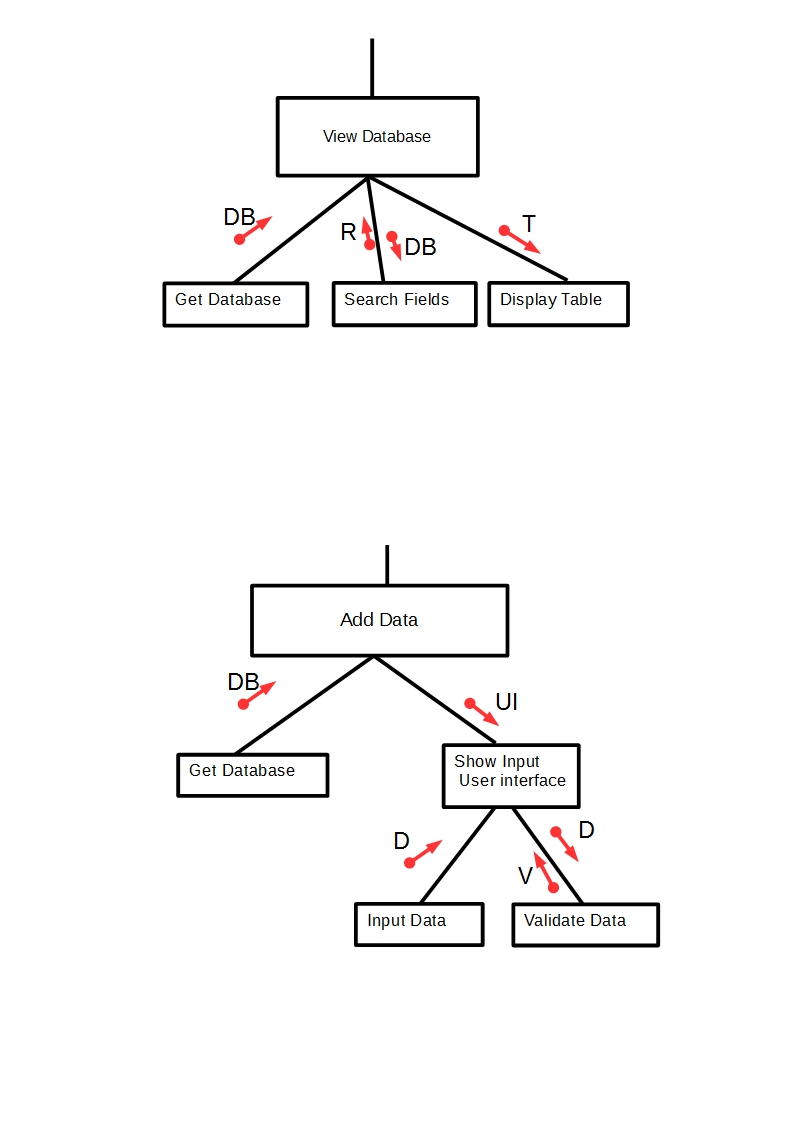 View Database
DB
R
DB
T
Get Database
Search Fields
Display Table
Add Data
DB
UI
Get Database
Show Input
User interface
D
D
V
Input Data
Validate Data